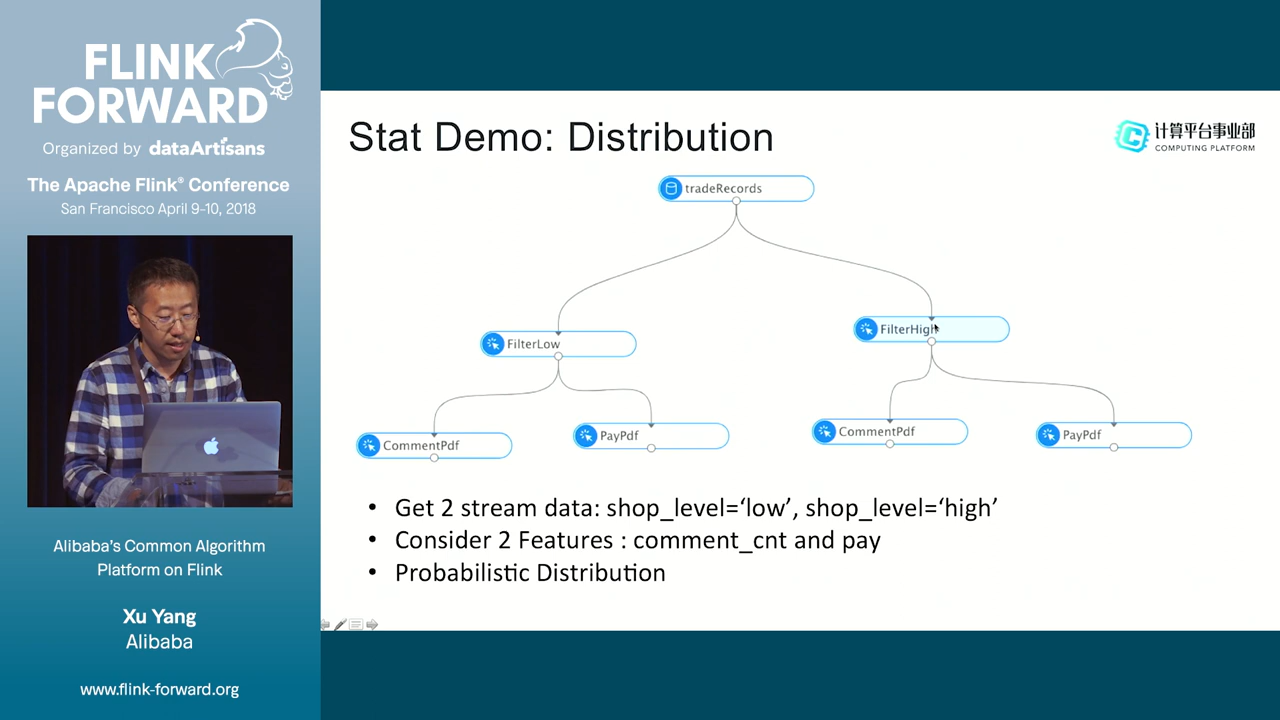 FLINK
FORWARD
Organized by dataArtisans
The Apache Flink® Conference
San Francisco April 9-10, 2018
Alibaba's Common Algorithm
Platform on Flink
Xu Yang
Alibaba
www.flink-forward.org
Stat Demo: Distribution
计算平台事业部
COMPUTING PLATFORM
tradeRecords
FilterLow
FilterHigh
CommentPdf
PayPdf
CommentPdf
PayPdf
• Get 2 stream data: shop_level=‘low’, shop_level=‘high’
• Consider 2 Features : comment_cnt and pay
• Probabilistic Distribution